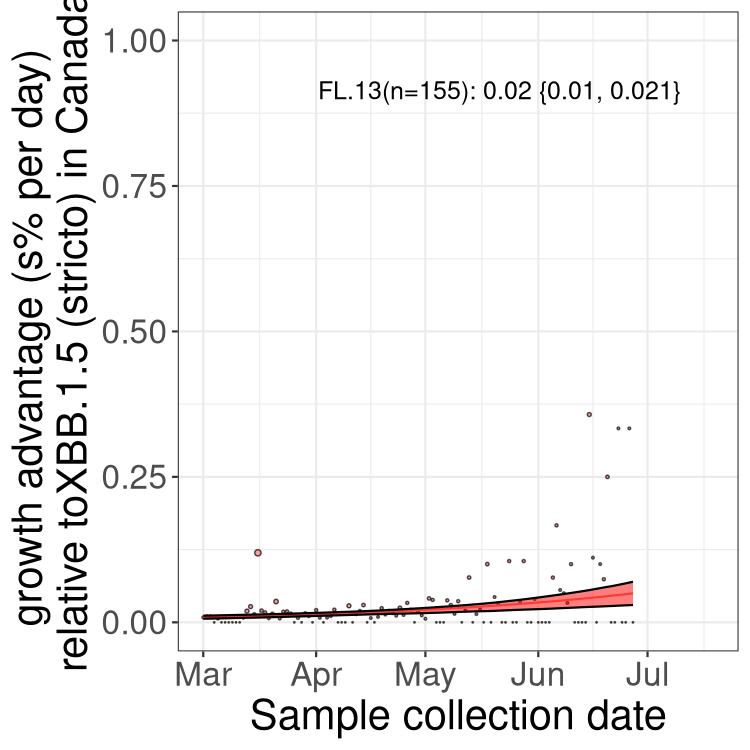 growth advantage (s% per day)
relative toXBB.1.5 (stricto) in Canada
1.00
0.75
0.50
0.25
0.00
FL.13(n=155): 0.02 {0.01, 0.021}
Mar Apr May Jun Jul
Sample collection date